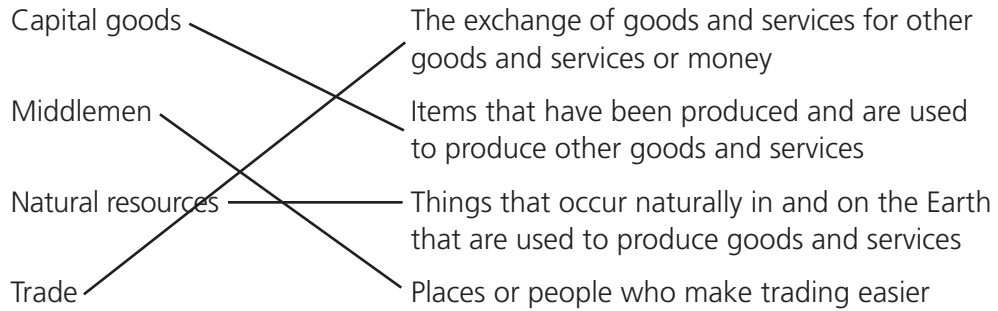 Capital goods
The exchange of goods and services for other
goods and services or money
Middlemen
Items that have been produced and are used
to produce other goods and services
Natural resources
Things that occur naturally in and on the Earth
that are used to produce goods and services
Trade
Places or people who make trading easier